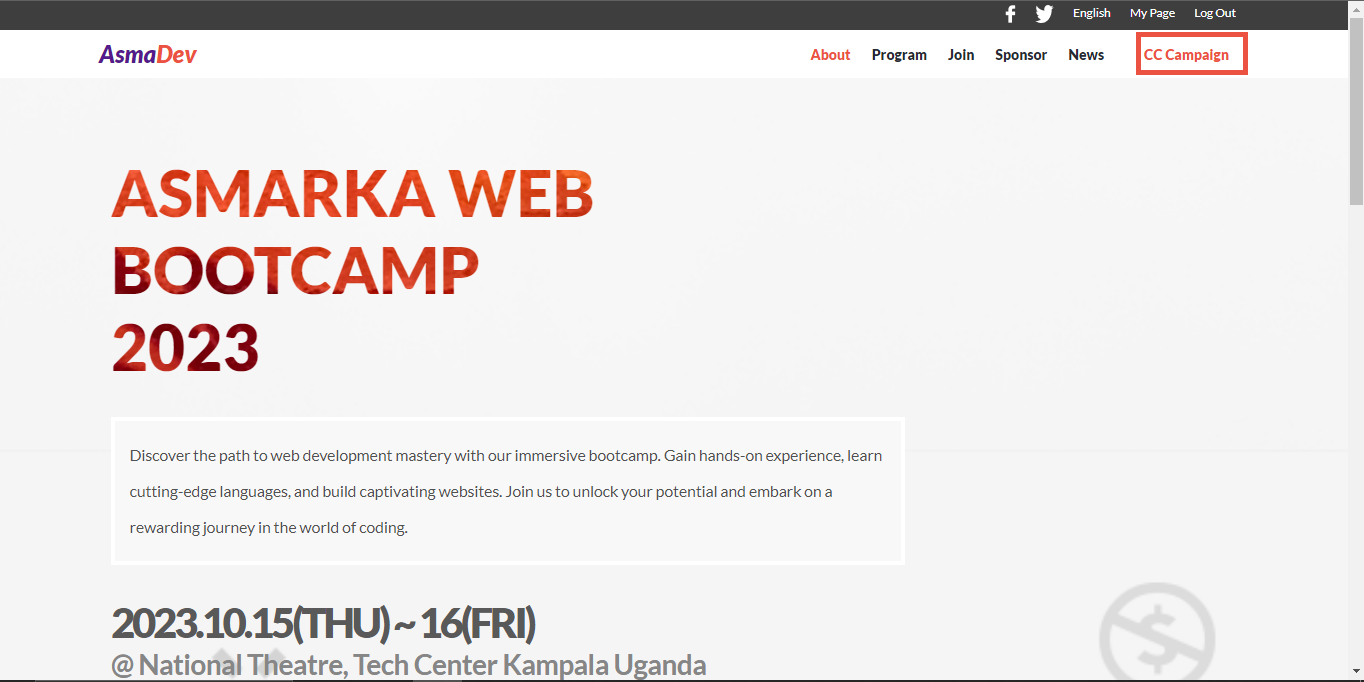 English My Page Log Out
AsmaDev
About Program Join Sponsor News CC Campaign
ASMARKA WEB
BOOTCAMP
2023
Discover the path to web development mastery with our immersive bootcamp. Gain hands-on experience, learn
cutting-edge languages, and build captivating websites. Join us to unlock your potential and embark on a
rewarding journey in the world of coding.
2023.10.15(THU) ~ 16(FRI)
@ National Theatre, Tech Center Kampala Uganda